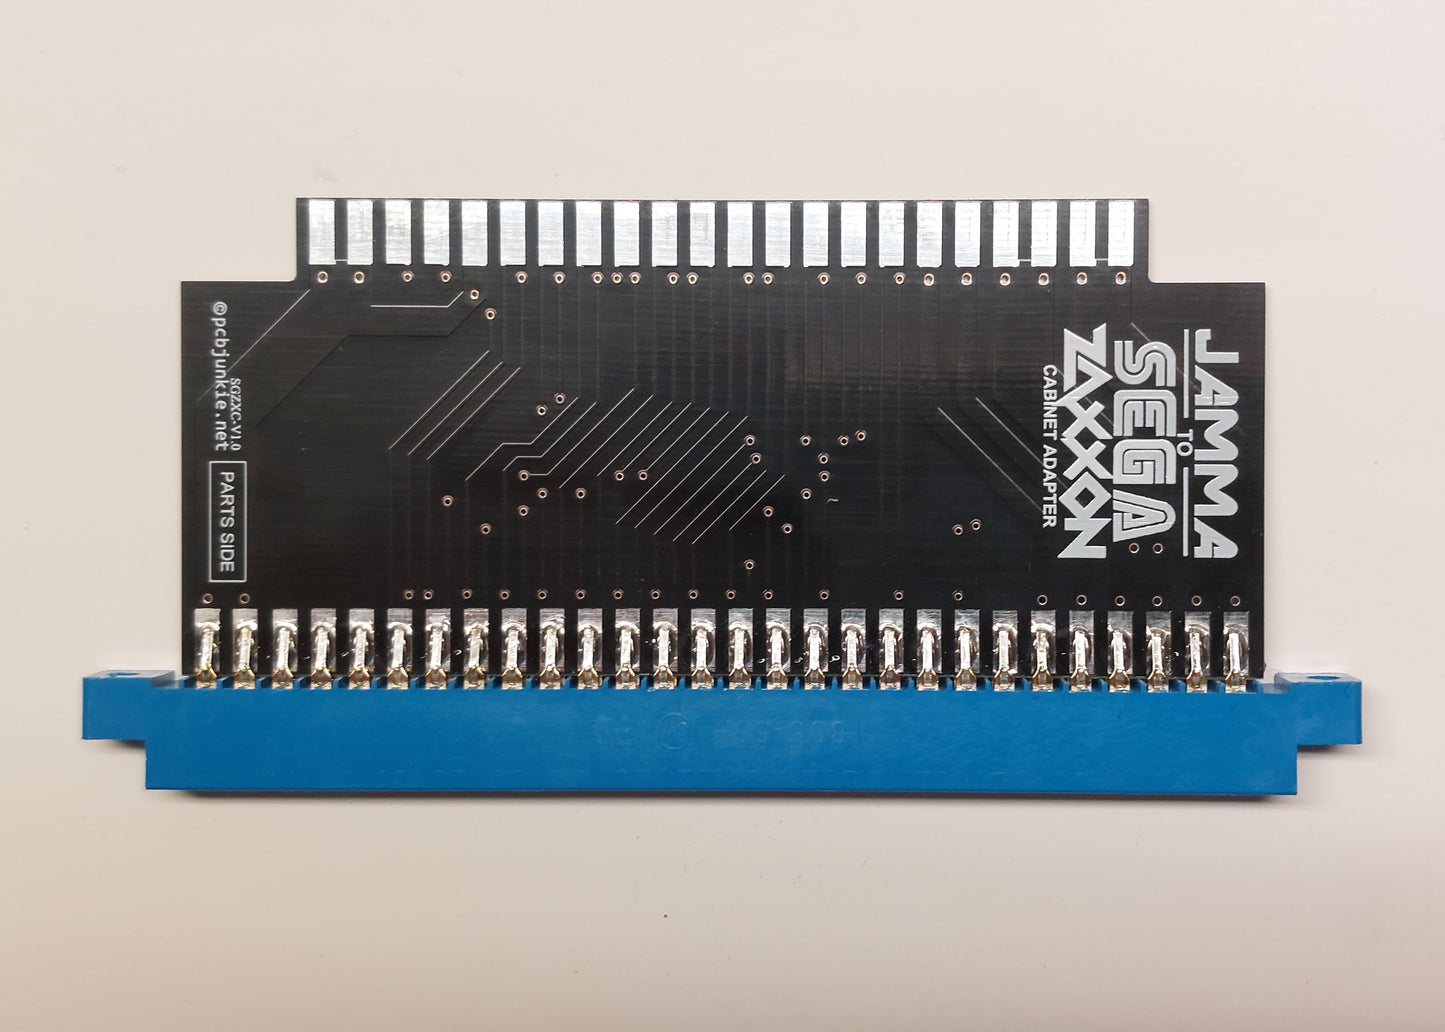 JAMMA
TO
SEGA
ZAXXON
CABINET ADAPTER
SGZXC-V1.0
©pcbjunkie.net
PARTS SIDE